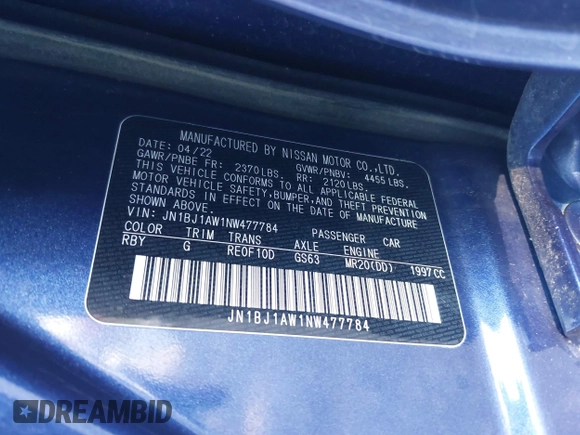 MANUFACTURED BY NISSAN MOTOR CO.,LTD.
DATE: 04/22 GVWR/PNBV: 4455 LBS.
GAWR/PNBE FR: 2370LBS. RR: 2120LBS.
THIS VEHICLE CONFORMS TO ALL APPLICABLE FEDERAL
MOTOR VEHICLE SAFETY, BUMPER, AND THEFT PREVENTION
STANDARDS IN EFFECT ON THE DATE OF MANUFACTURE
SHOWN ABOVE
VIN: JN1BJ1AW1NW477784 PASSENGER CAR
COLOR TRIM TRANS AXLE ENGINE
RBY G RE0F10D GS63 MR20(DD) 1997CC
JN1BJ1AW1NW477784
DREAMBID